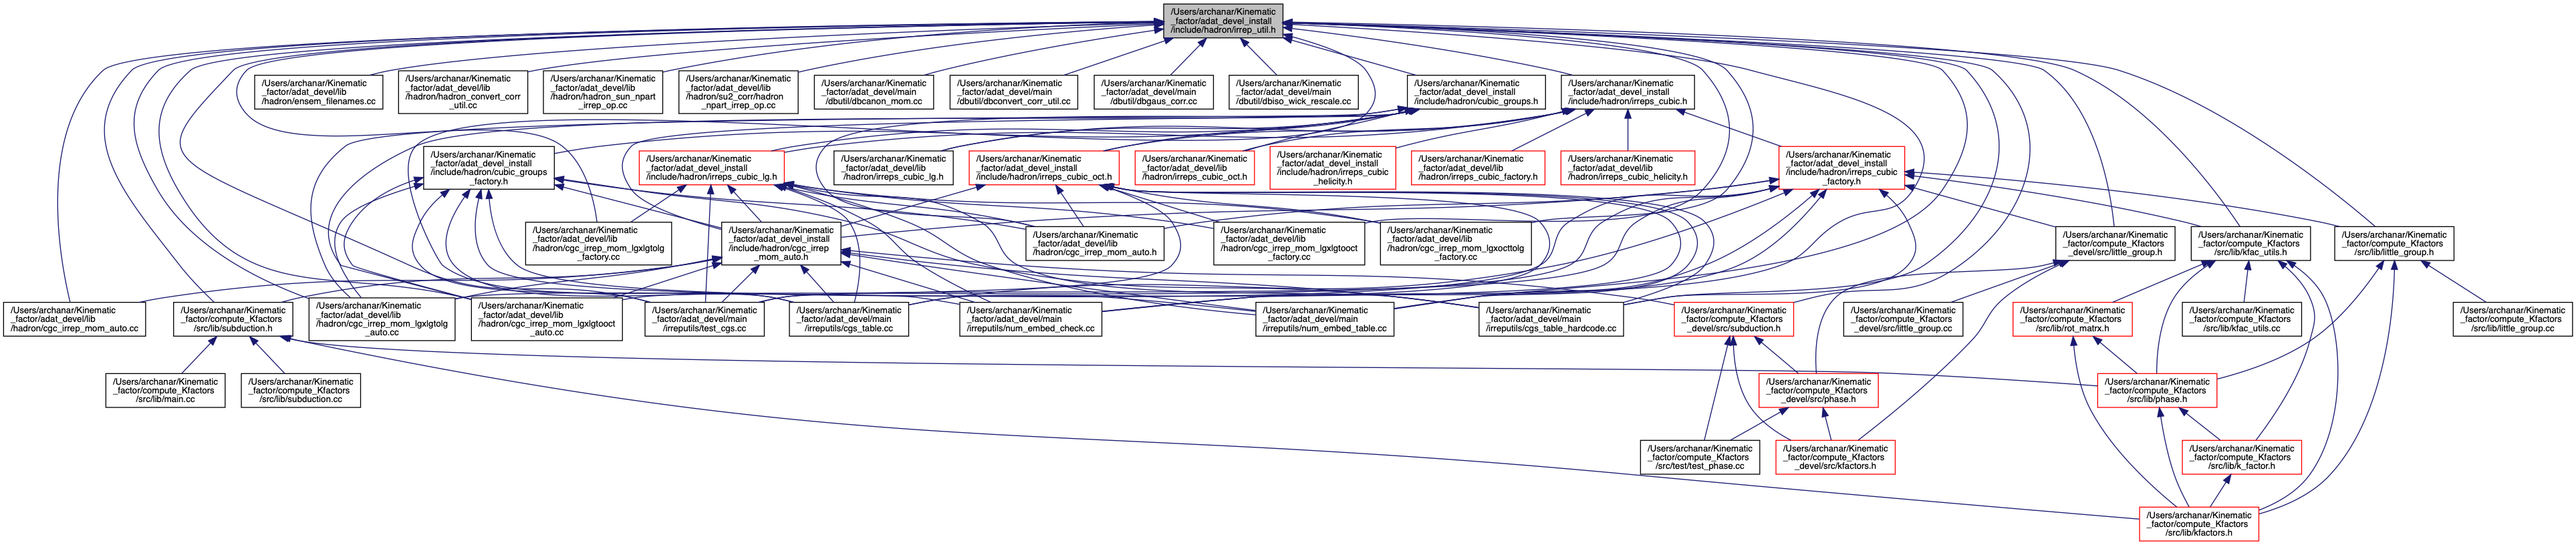 /Users/archanar/Kinematic
_factor/adat_devel_install
/include/hadron/irrep_util.h
/Users/archanar/Kinematic
_factor/adat_devel/lib
/hadron/ensem_filenames.cc
/Users/archanar/Kinematic
_factor/adat_devel/lib
/hadron/hadron_convert_corr
_util.cc
/Users/archanar/Kinematic
_factor/adat_devel/lib
/hadron/hadron_sun_npart
_irrep_op.cc
/Users/archanar/Kinematic
_factor/adat_devel/lib
/hadron/su2_corr/hadron
_npart_irrep_op.cc
/Users/archanar/Kinematic
_factor/adat_devel/main
/dbutil/dbcanon_mom.cc
/Users/archanar/Kinematic
_factor/adat_devel/main
/dbutil/dbconvert_corr_util.cc
/Users/archanar/Kinematic
_factor/adat_devel/main
/dbutil/dbgaus_corr.cc
/Users/archanar/Kinematic
_factor/adat_devel/main
/dbutil/dbiso_wick_rescale.cc
/Users/archanar/Kinematic
_factor/adat_devel_install
/include/hadron/cubic_groups.h
/Users/archanar/Kinematic
_factor/adat_devel_install
/include/hadron/irreps_cubic.h
/Users/archanar/Kinematic
_factor/adat_devel_install
/include/hadron/cubic_groups
_factory.h
/Users/archanar/Kinematic
_factor/adat_devel_install
/include/hadron/irreps_cubic_lg.h
/Users/archanar/Kinematic
_factor/adat_devel/lib
/hadron/irreps_cubic_lg.cc
/Users/archanar/Kinematic
_factor/adat_devel_install
/include/hadron/irreps_cubic_oct.h
/Users/archanar/Kinematic
_factor/adat_devel/lib
/hadron/irreps_cubic_oct.cc
/Users/archanar/Kinematic
_factor/adat_devel_install
/include/hadron/irreps_cubic
_helicity.h
/Users/archanar/Kinematic
_factor/adat_devel/lib
/hadron/irreps_cubic_factory.h
/Users/archanar/Kinematic
_factor/adat_devel/lib
/hadron/irreps_cubic_helicity.h
/Users/archanar/Kinematic
_factor/adat_devel_install
/include/hadron/irreps_cubic
_factory.h
/Users/archanar/Kinematic
_factor/adat_devel/lib
/hadron/cgc_irrep_mom_lgxlgtolg
_factory.cc
/Users/archanar/Kinematic
_factor/adat_devel_install
/include/hadron/cgc_irrep
_mom_auto.h
/Users/archanar/Kinematic
_factor/adat_devel/lib
/hadron/cgc_irrep_mom_auto.h
/Users/archanar/Kinematic
_factor/adat_devel/lib
/hadron/cgc_irrep_mom_lgxlgtooct
_factory.cc
/Users/archanar/Kinematic
_factor/adat_devel/lib
/hadron/cgc_irrep_mom_lgxocttolg
_factory.cc
/Users/archanar/Kinematic
_factor/compute_Kfactors
_devel/src/little_group.h
/Users/archanar/Kinematic
_factor/compute_Kfactors
/src/lib/kfac_utils.h
/Users/archanar/Kinematic
_factor/compute_Kfactors
/src/lib/little_group.h
/Users/archanar/Kinematic
_factor/adat_devel/lib
/hadron/cgc_irrep_mom_auto.cc
/Users/archanar/Kinematic
_factor/compute_Kfactors
/src/lib/subduction.h
/Users/archanar/Kinematic
_factor/adat_devel/lib
/hadron/cgc_irrep_mom_lgxlgtolg
_auto.cc
/Users/archanar/Kinematic
_factor/adat_devel/lib
/hadron/cgc_irrep_mom_lgxlgtooct
_auto.cc
/Users/archanar/Kinematic
_factor/adat_devel/main
/irreputils/test_cgs.cc
/Users/archanar/Kinematic
_factor/adat_devel/main
/irreputils/cgs_table.cc
/Users/archanar/Kinematic
_factor/adat_devel/main
/irreputils/num_embed_check.cc
/Users/archanar/Kinematic
_factor/adat_devel/main
/irreputils/num_embed_table.cc
/Users/archanar/Kinematic
_factor/adat_devel/main
/irreputils/cgs_table_hardcode.cc
/Users/archanar/Kinematic
_factor/compute_Kfactors
_devel/src/subduction.h
/Users/archanar/Kinematic
_factor/compute_Kfactors
_devel/src/little_group.cc
/Users/archanar/Kinematic
_factor/compute_Kfactors
/src/lib/rot_matrx.h
/Users/archanar/Kinematic
_factor/compute_Kfactors
/src/lib/kfac_utils.cc
/Users/archanar/Kinematic
_factor/compute_Kfactors
/src/lib/little_group.cc
/Users/archanar/Kinematic
_factor/compute_Kfactors
/src/lib/main.cc
/Users/archanar/Kinematic
_factor/compute_Kfactors
/src/lib/subduction.cc
/Users/archanar/Kinematic
_factor/compute_Kfactors
_devel/src/phase.h
/Users/archanar/Kinematic
_factor/compute_Kfactors
/src/lib/phase.h
/Users/archanar/Kinematic
_factor/compute_Kfactors
/src/test/test_phase.cc
/Users/archanar/Kinematic
_factor/compute_Kfactors
_devel/src/kfactors.h
/Users/archanar/Kinematic
_factor/compute_Kfactors
/src/lib/k_factor.h
/Users/archanar/Kinematic
_factor/compute_Kfactors
/src/lib/kfactors.h